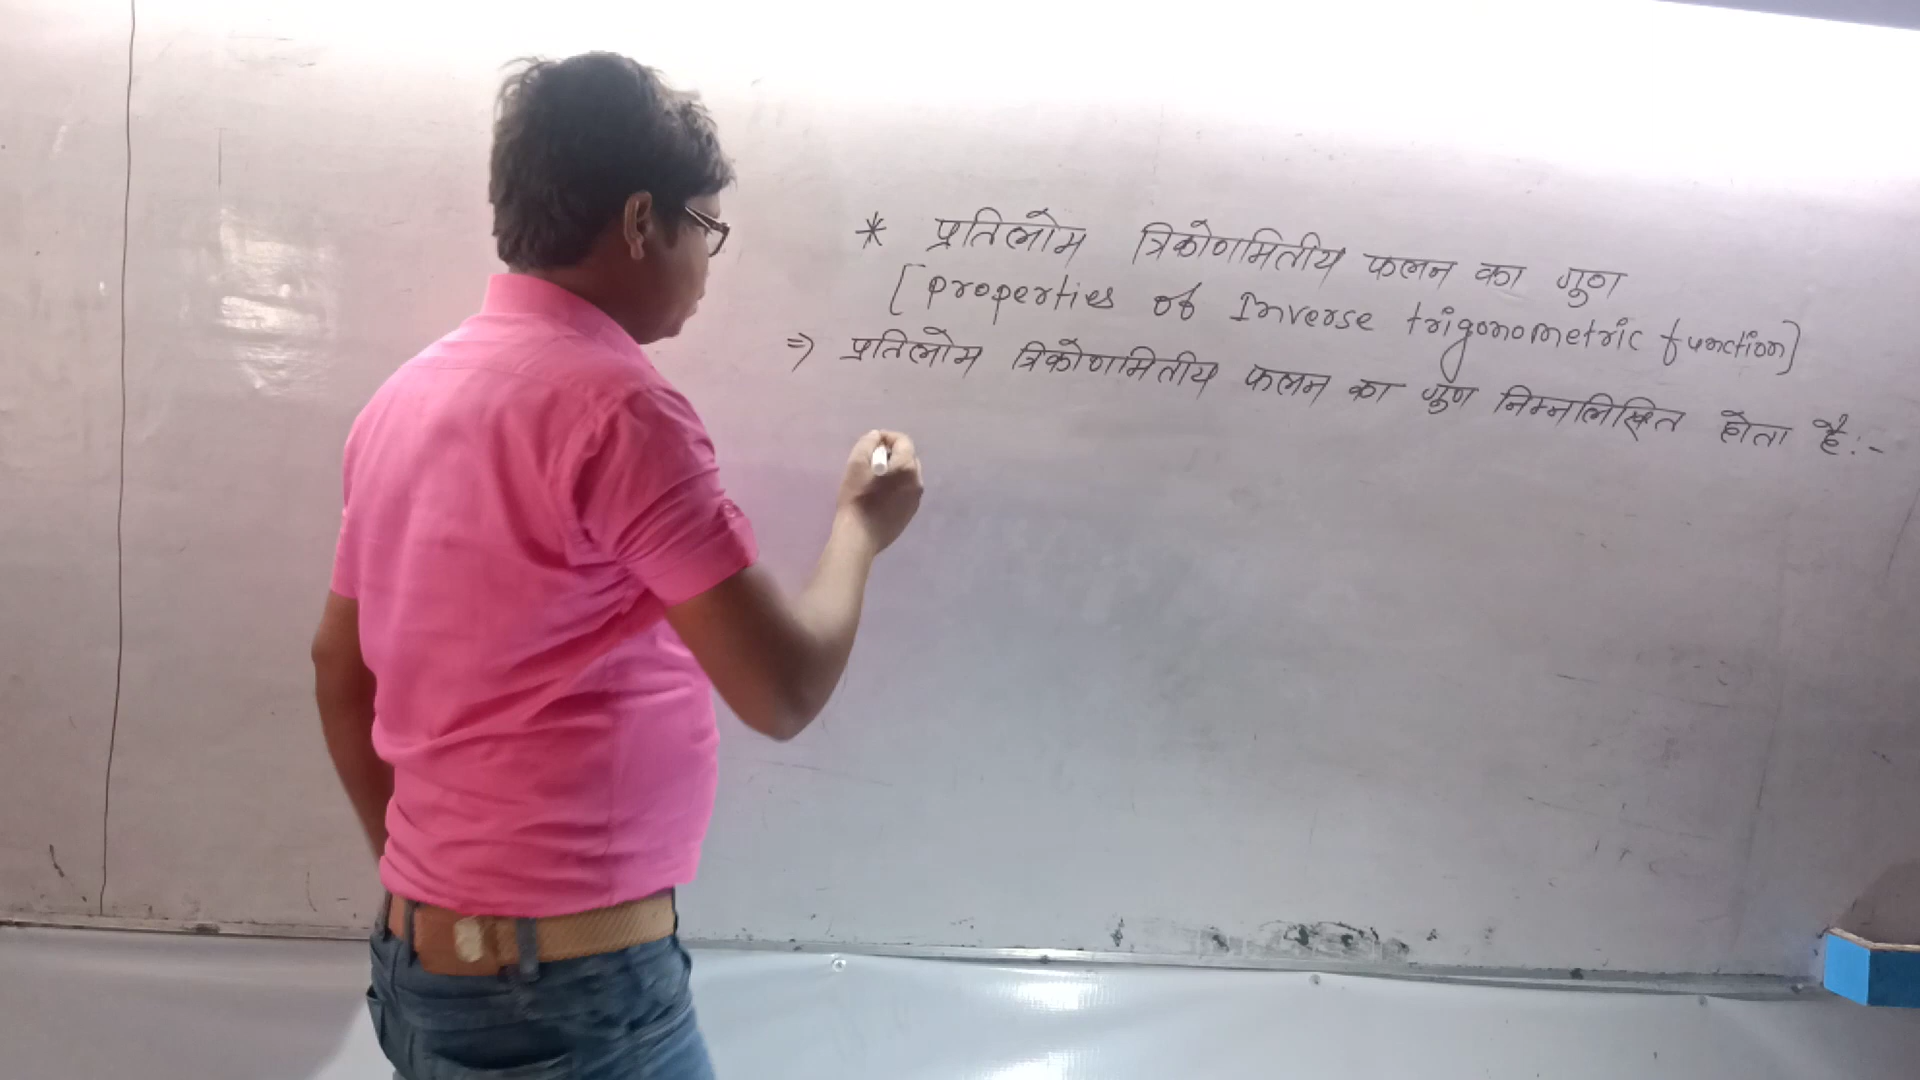 * प्रतिलोम त्रिकोणमितीय फलन का गुण
[properties of Inverse trigonometric function]
⇒ प्रतिलोम त्रिकोणमितीय फलन का गुण निम्नलिखित होता है:-